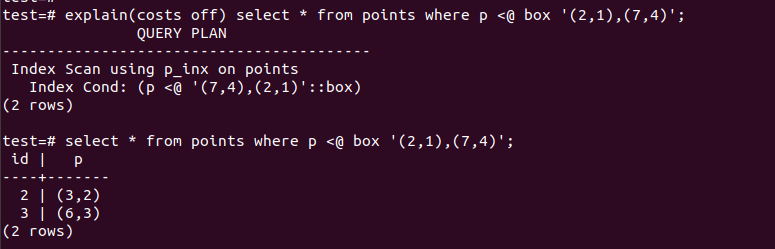 test=# explain(costs off) select * from points where p <@ box '(2,1),(7,4)';
QUERY PLAN
-----------------------------------------
Index Scan using p_inx on points
Index Cond: (p <@ '(7,4),(2,1)'::box)
(2 rows)
test=# select * from points where p <@ box '(2,1),(7,4)';
id | p
----+-------
2 | (3,2)
3 | (6,3)
(2 rows)